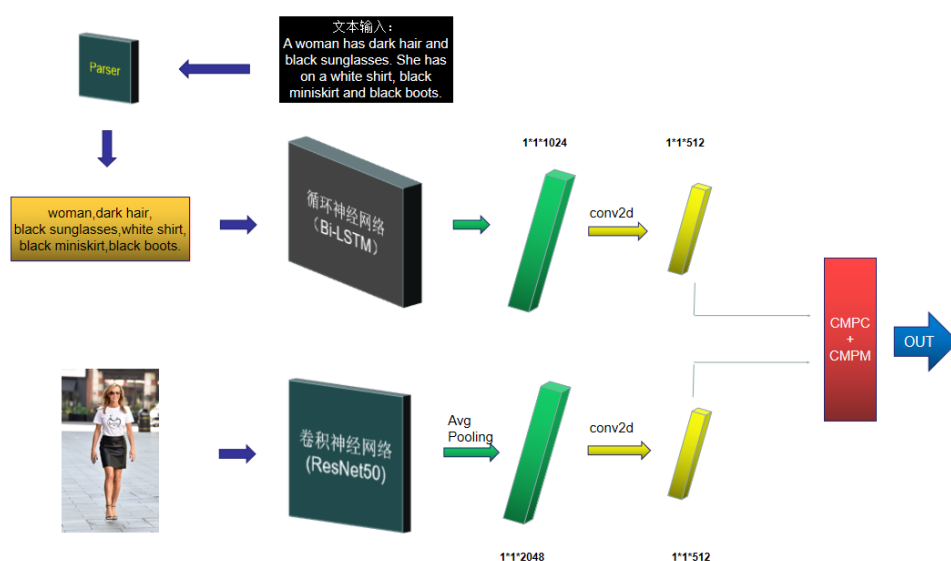 文本输入：
A woman has dark hair and
black sunglasses. She has
on a white shirt, black
miniskirt and black boots.
Parser
woman,dark hair,
black sunglasses,white shirt,
black miniskirt,black boots.
循环神经网络
（Bi-LSTM）
1*1*1024
conv2d
1*1*512
CMPC
+
CMPM
OUT
卷积神经网络
(ResNet50)
Avg
Pooling
1*1*2048
conv2d
1*1*512